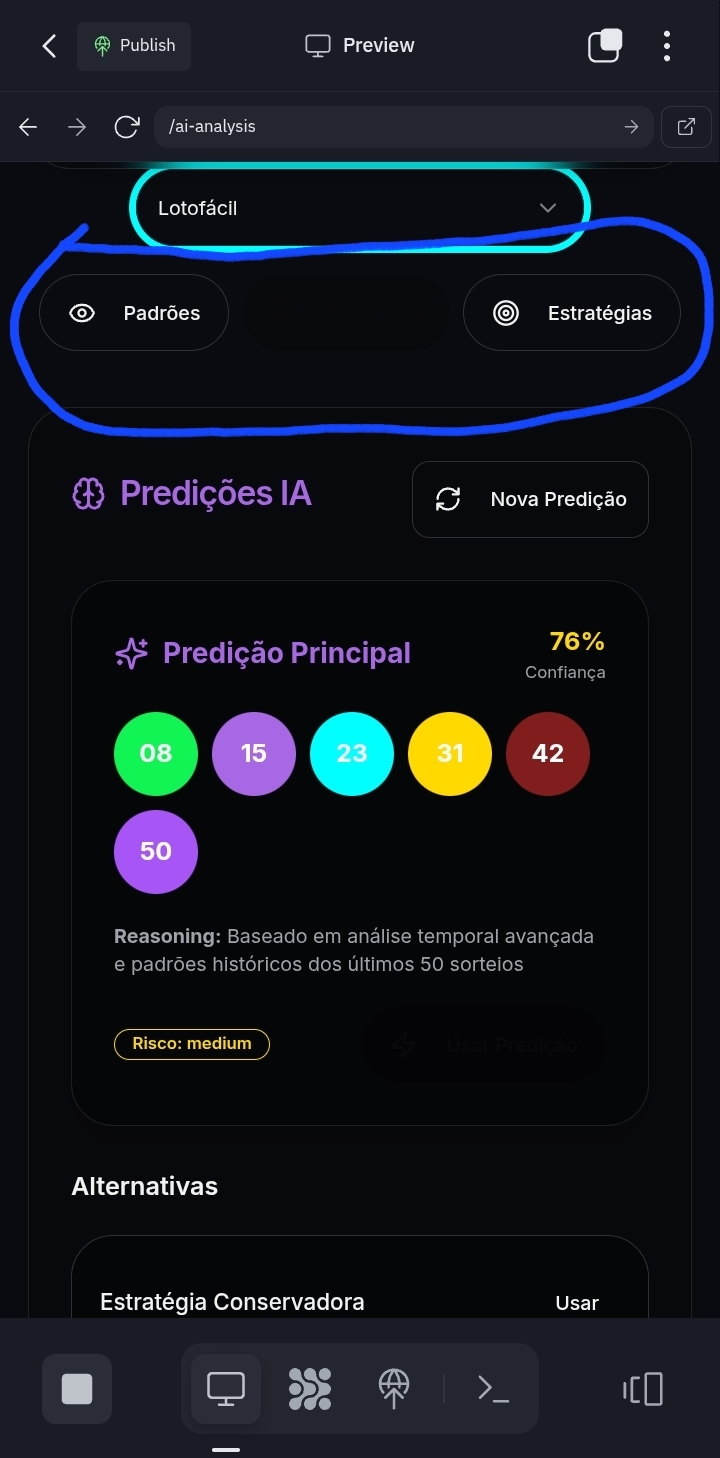 Publish
Preview
/ai-analysis
Lotofácil
Padrões
Estratégias
Predições IA
Nova Predição
Predição Principal
76%
Confiança
08 15 23 31 42
50
Reasoning: Baseado em análise temporal avançada
e padrões históricos dos últimos 50 sorteios
Risco: medium
Usar Predição
Alternativas
Estratégia Conservadora
Usar